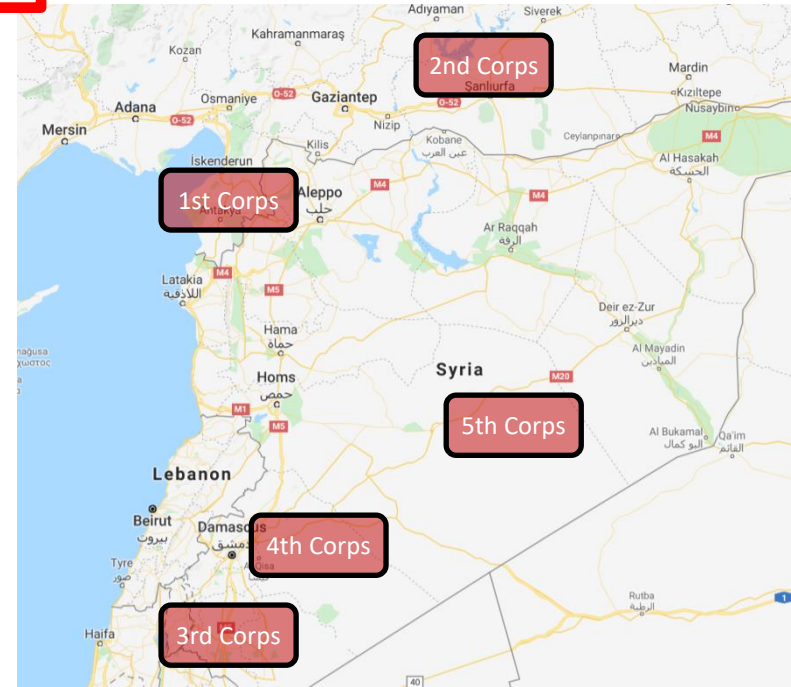 Adıyaman
Siverek
Kahramanmaraş
Kozan
2nd Corps
Mardin
Şanlıurfa
Kızıltepe
Osmaniye
Gaziantep
O-52
O-52
Adana
O-52
Nusaybin
Nizip
Mersin
Kilis
Kobane
عين العرب
Ceylanpınar
M4
İskenderun
Al Hasakah
الحسكة
1st Corps
Antakya
Aleppo
حلب
M4
M4
Ar Raqqah
الرقة
Latakia
اللاذقية
M4
M5
Deir ez-Zur
ديرالزور
Hama
حماة
Al Mayadin
الميادين
Syria
Homs
حمص
M20
M1
M5
5th Corps
Al Bukamal
البو كمال
Qa'im
القائم
Lebanon
Beirut
بيروت
Damascus
دمشق
4th Corps
Tyre
صور
Rutba
الرطبة
1
Haifa
3rd Corps
40